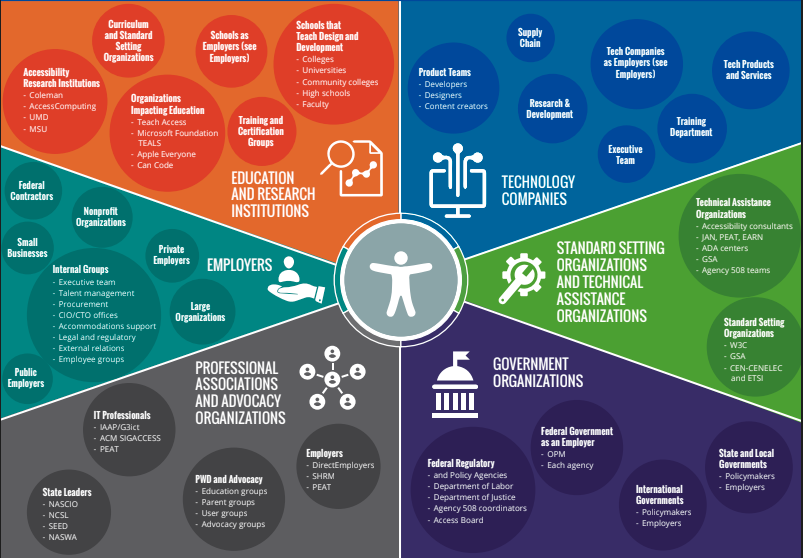 Curriculum
and Standard
Setting
Organizations
Schools as
Employers (see
Employers)
Schools that
Teach Design and
Development
- Colleges
- Universities
- Community colleges
- High schools
- Faculty
Accessibility
Research Institutions
- Coleman
- AccessComputing
- UMD
- MSU
Organizations
Impacting Education
- Teach Access
- Microsoft Foundation
TEALS
- Apple Everyone
- Can Code
Training and
Certification
Groups
EDUCATION
AND RESEARCH
INSTITUTIONS
Supply
Chain
Tech Companies
as Employers (see
Employers)
Tech Products
and Services
Product Teams
- Developers
- Designers
- Content creators
Research &
Development
Training
Department
Executive
Team
TECHNOLOGY
COMPANIES
Federal
Contractors
Nonprofit
Organizations
Small
Businesses
Private
Employers
Internal Groups
- Executive team
- Talent management
- Procurement
- CIO/CTO offices
- Accommodations support
- Legal and regulatory
- External relations
- Employee groups
Large
Organizations
Public
Employers
EMPLOYERS
Technical Assistance
Organizations
- Accessibility consultants
- JAN, PEAT, EARN
- ADA centers
- GSA
- Agency 508 teams
STANDARD SETTING
ORGANIZATIONS
AND TECHNICAL
ASSISTANCE
ORGANIZATIONS
Standard Setting
Organizations
- W3C
- GSA
- CEN-CENELEC
and ETSI
PROFESSIONAL
ASSOCIATIONS
AND ADVOCACY
ORGANIZATIONS
IT Professionals
- IAAP/G3ict
- ACM SIGACCESS
- PEAT
Employers
- DirectEmployers
- SHRM
- PEAT
State Leaders
- NASCIO
- NCSL
- SEED
- NASWA
PWD and Advocacy
- Education groups
- Parent groups
- User groups
- Advocacy groups
GOVERNMENT
ORGANIZATIONS
Federal Government
as an Employer
- OPM
- Each agency
Federal Regulatory
- and Policy Agencies
- Department of Labor
- Department of Justice
- Agency 508 coordinators
- Access Board
State and Local
Governments
- Policymakers
- Employers
International
Governments
- Policymakers
- Employers